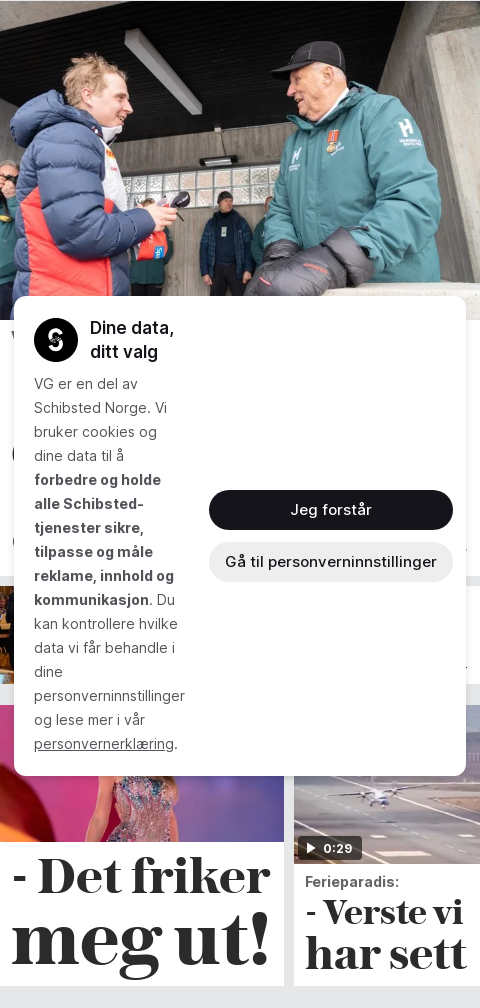 Dine data,
ditt valg
VG er en del av
Schibsted Norge. Vi
bruker cookies og
dine data til å
forbedre og holde
alle Schibsted-
tjenester sikre,
tilpasse og måle
reklame, innhold og
kommunikasjon. Du
kan kontrollere hvilke
data vi får behandle i
dine
personverninnstillinger
og lese mer i vår
personvernerklæring.
Jeg forstår
Gå til personverninnstillinger
- Det friker
meg ut!
0:29
Ferieparadis:
- Verste vi
har sett